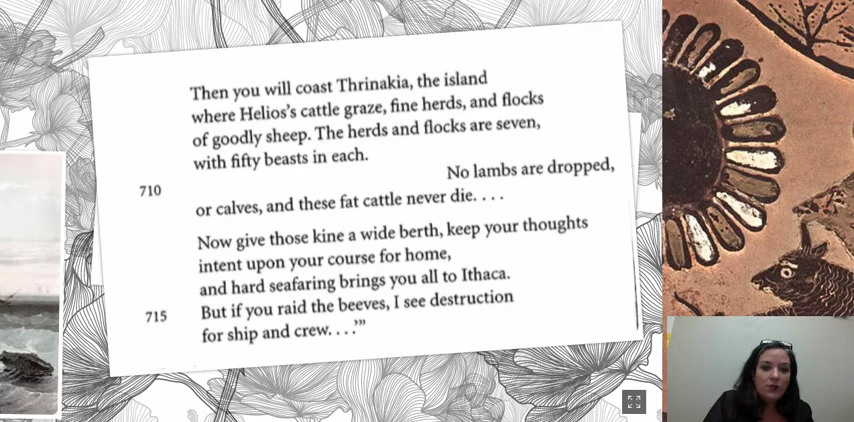 Then you will coast Thrinakia, the island
where Helios's cattle graze, fine herds, and flocks
of goodly sheep. The herds and flocks are seven,
with fifty beasts in each.
No lambs are dropped,
710
or calves, and these fat cattle never die. . . .
Now give those kine a wide berth, keep your thoughts
intent upon your course for home,
and hard seafaring brings you all to Ithaca.
715 But if you raid the beeves, I see destruction
for ship and crew. . . .’”